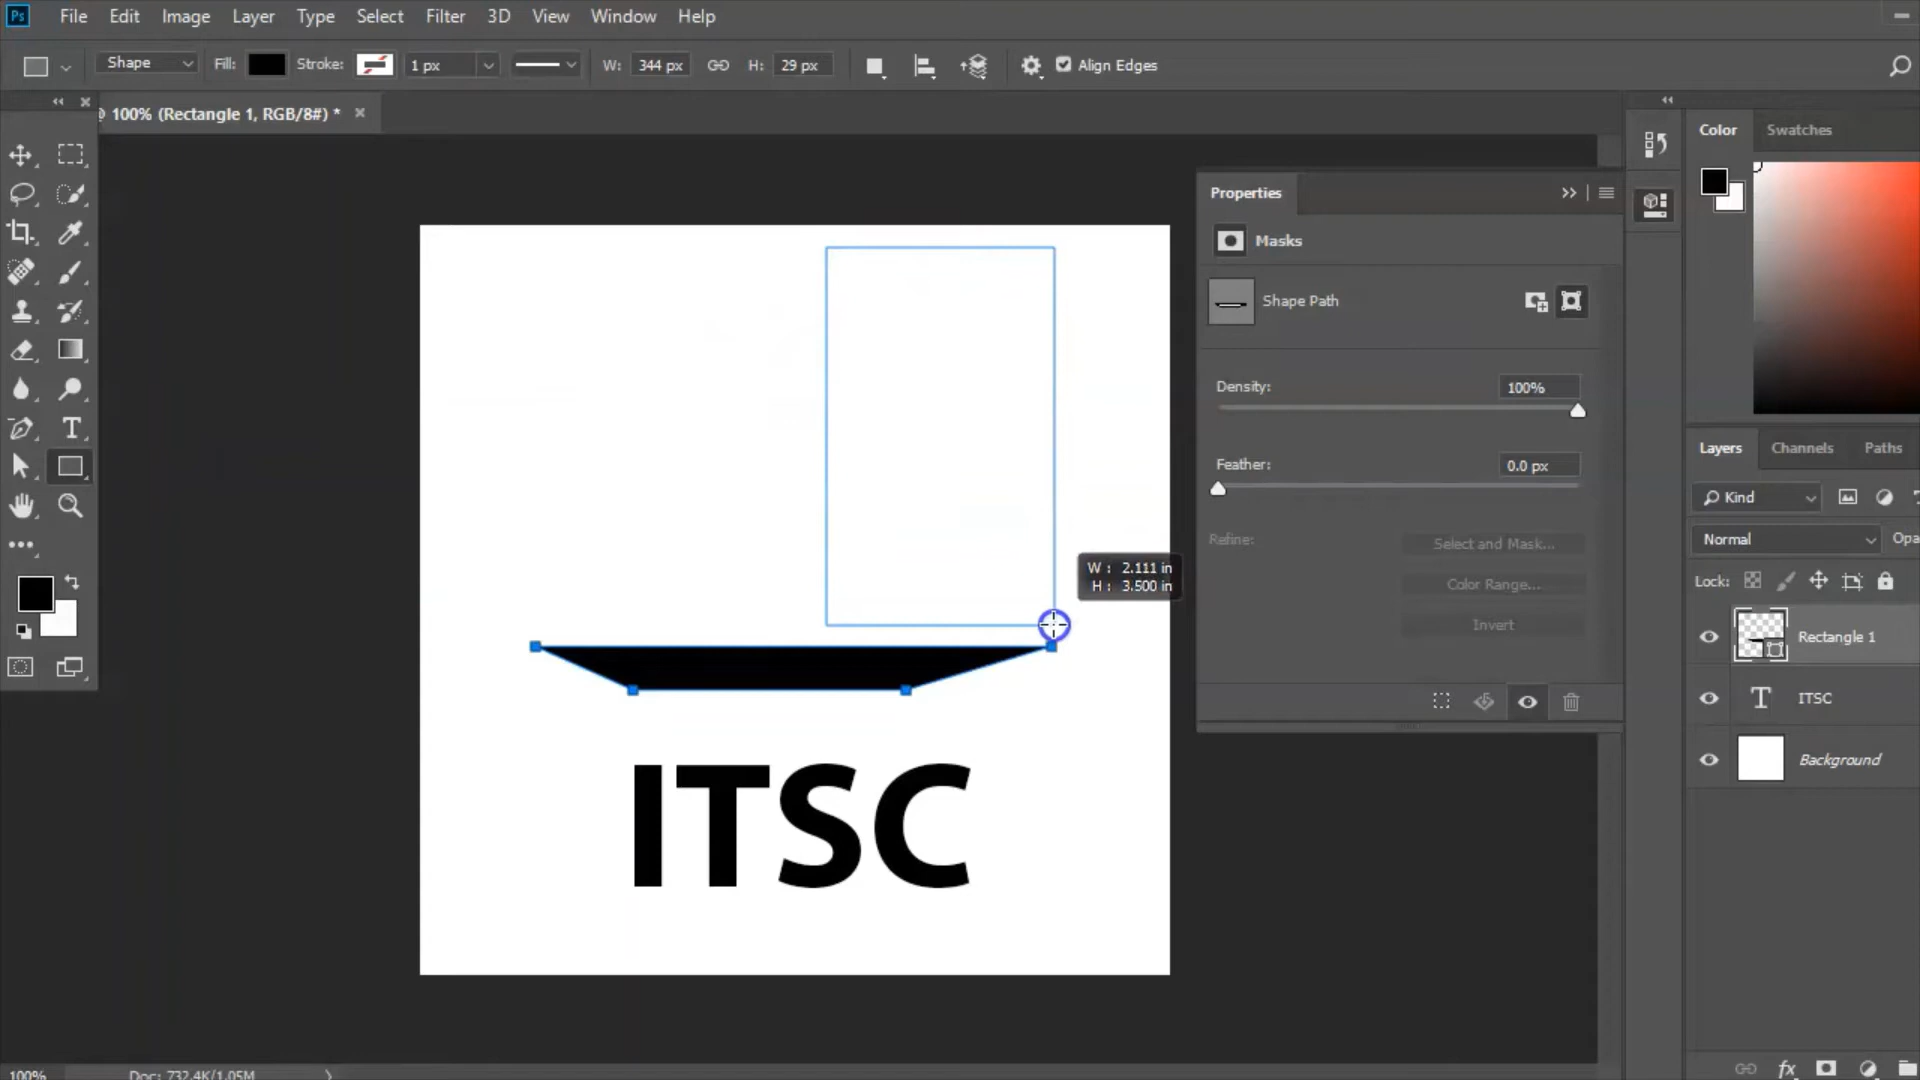 Ps File Edit Image Layer Type Select Filter 3D View Window Help
Shape Fill: Stroke: 1 px W: 344 px H: 29 px Align Edges
100% (Rectangle 1, RGB/8#) * ×
Color Swatches
Properties
Masks
Shape Path
Density: 100%
Feather: 0.0 px
Refine: Select and Mask...
Color Range...
Invert
W : 2.111 in
H : 3.500 in
Layers Channels Paths
Kind
Normal Opa
Lock:
Rectangle 1
T ITSC
Background
ITSC
fx
100% Doc: 732.4K/1.05M